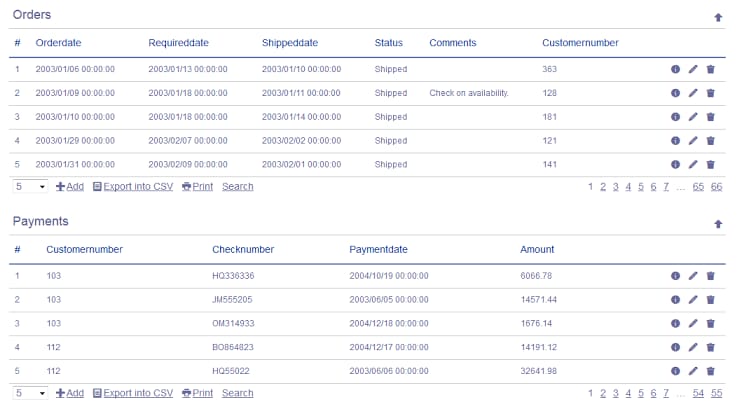 Orders
# Orderdate Requireddate Shippeddate Status Comments Customernumber
1 2003/01/06 00:00:00 2003/01/13 00:00:00 2003/01/10 00:00:00 Shipped 363
2 2003/01/09 00:00:00 2003/01/18 00:00:00 2003/01/11 00:00:00 Shipped Check on availability. 128
3 2003/01/10 00:00:00 2003/01/18 00:00:00 2003/01/14 00:00:00 Shipped 181
4 2003/01/29 00:00:00 2003/02/07 00:00:00 2003/02/02 00:00:00 Shipped 121
5 2003/01/31 00:00:00 2003/02/09 00:00:00 2003/02/01 00:00:00 Shipped 141
5 Add Export into CSV Print Search 1 2 3 4 5 6 7 ... 65 66
Payments
# Customernumber Checknumber Paymentdate Amount
1 103 HQ336336 2004/10/19 00:00:00 6066.78
2 103 JM555205 2003/06/05 00:00:00 14571.44
3 103 OM314933 2004/12/18 00:00:00 1676.14
4 112 BO864823 2004/12/17 00:00:00 14191.12
5 112 HQ55022 2003/06/06 00:00:00 32641.98
5 Add Export into CSV Print Search 1 2 3 4 5 6 7 ... 54 55